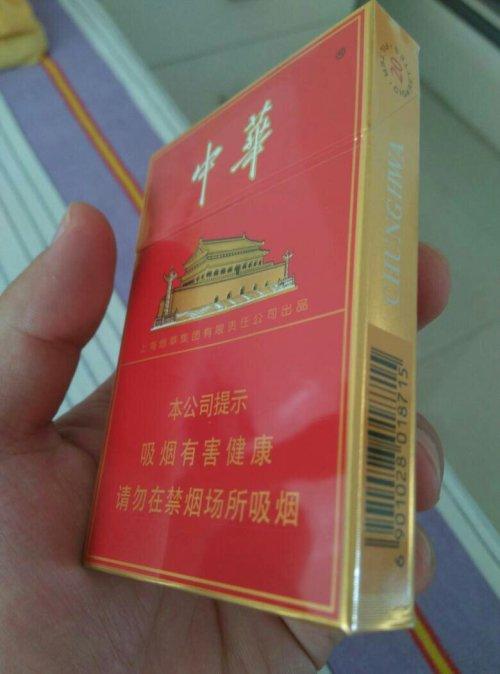 中華
上海烟草集团有限责任公司出品
本公司提示
吸烟有害健康
请勿在禁烟场所吸烟
20
CHUNGHWA
6 901028 018715